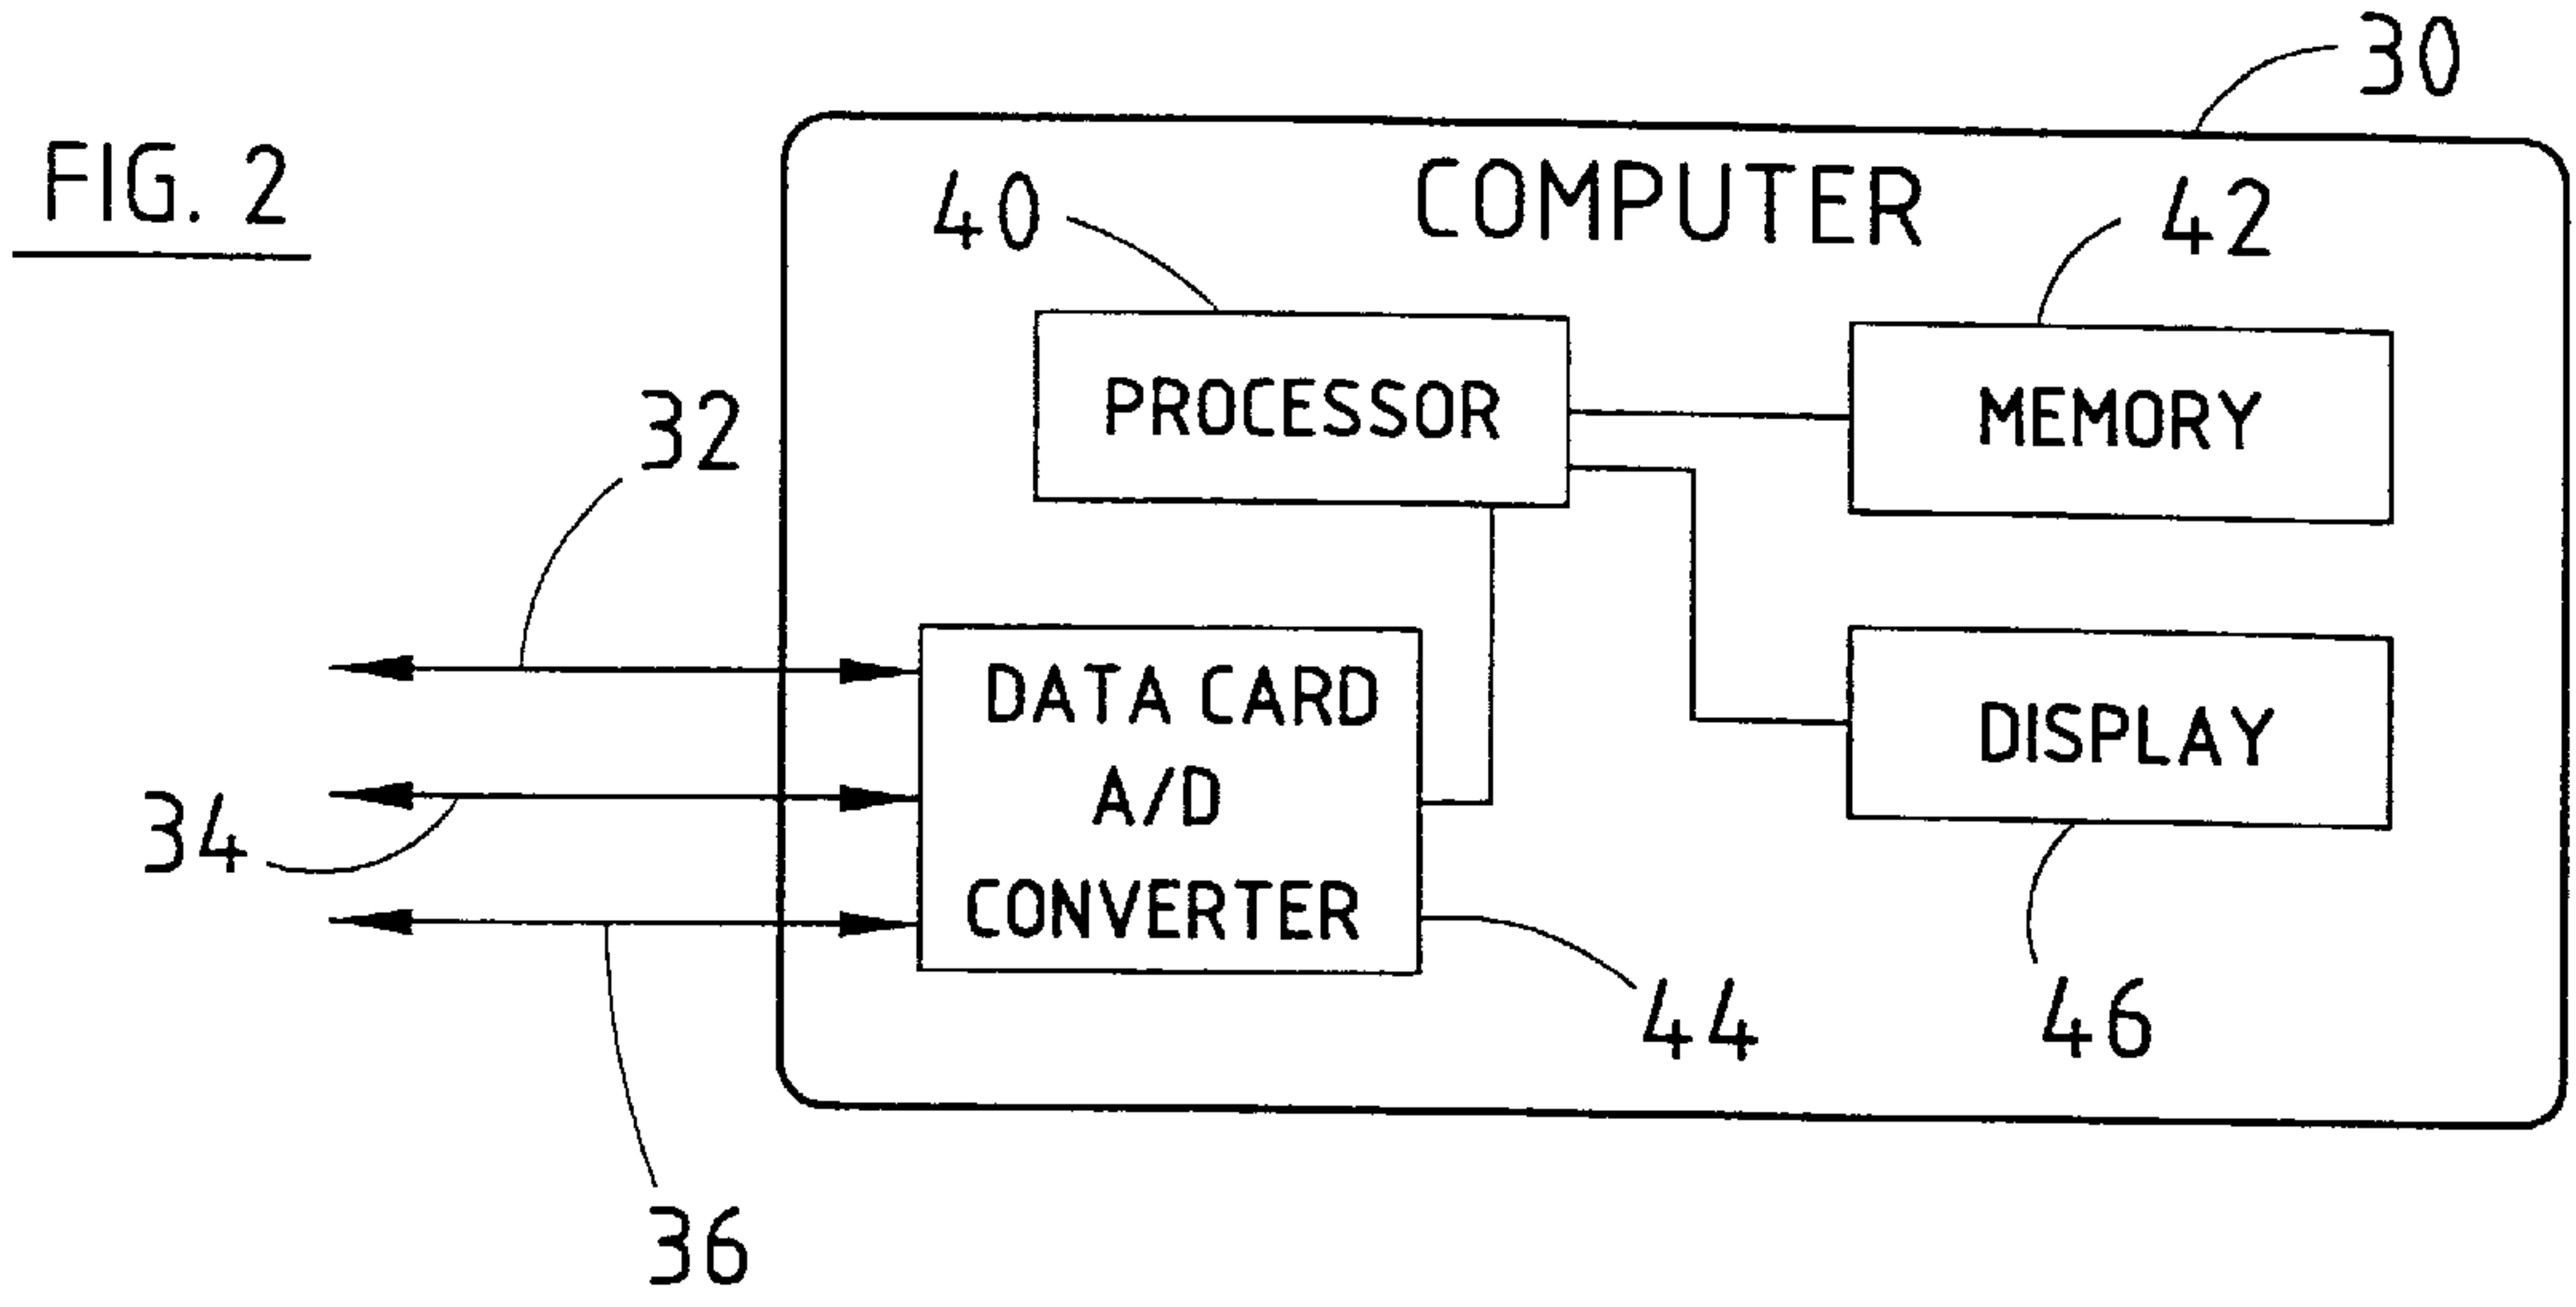 FIG. 2
30
COMPUTER
40
42
PROCESSOR
MEMORY
32
DATA CARD
A/D
CONVERTER
DISPLAY
34
44
46
36